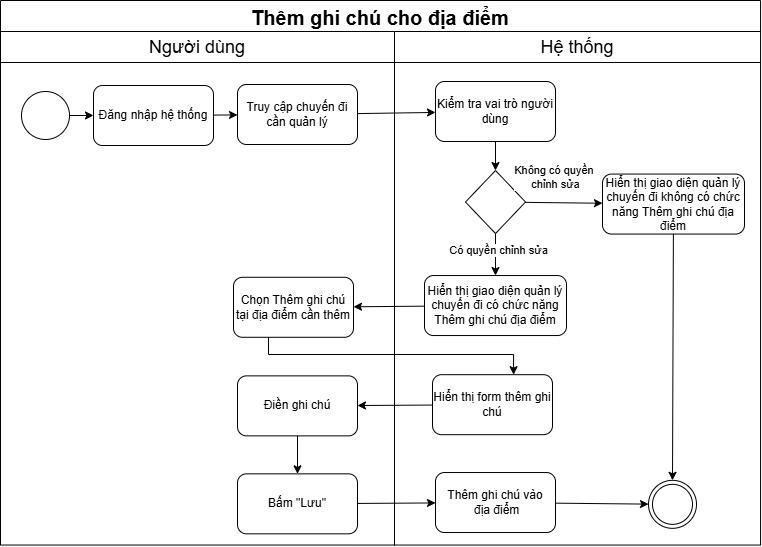 Thêm ghi chú cho địa điểm
Người dùng
Hệ thống
Đăng nhập hệ thống
Truy cập chuyến đi
cần quản lý
Kiểm tra vai trò người
dùng
Không có quyền
chỉnh sửa
Hiển thị giao diện quản lý
chuyến đi không có chức
năng Thêm ghi chú địa
điểm
Có quyền chỉnh sửa
Hiển thị giao diện quản lý
chuyến đi có chức năng
Thêm ghi chú địa điểm
Chọn Thêm ghi chú
tại địa điểm cần thêm
Hiển thị form thêm ghi
chú
Điền ghi chú
Bấm "Lưu"
Thêm ghi chú vào
địa điểm